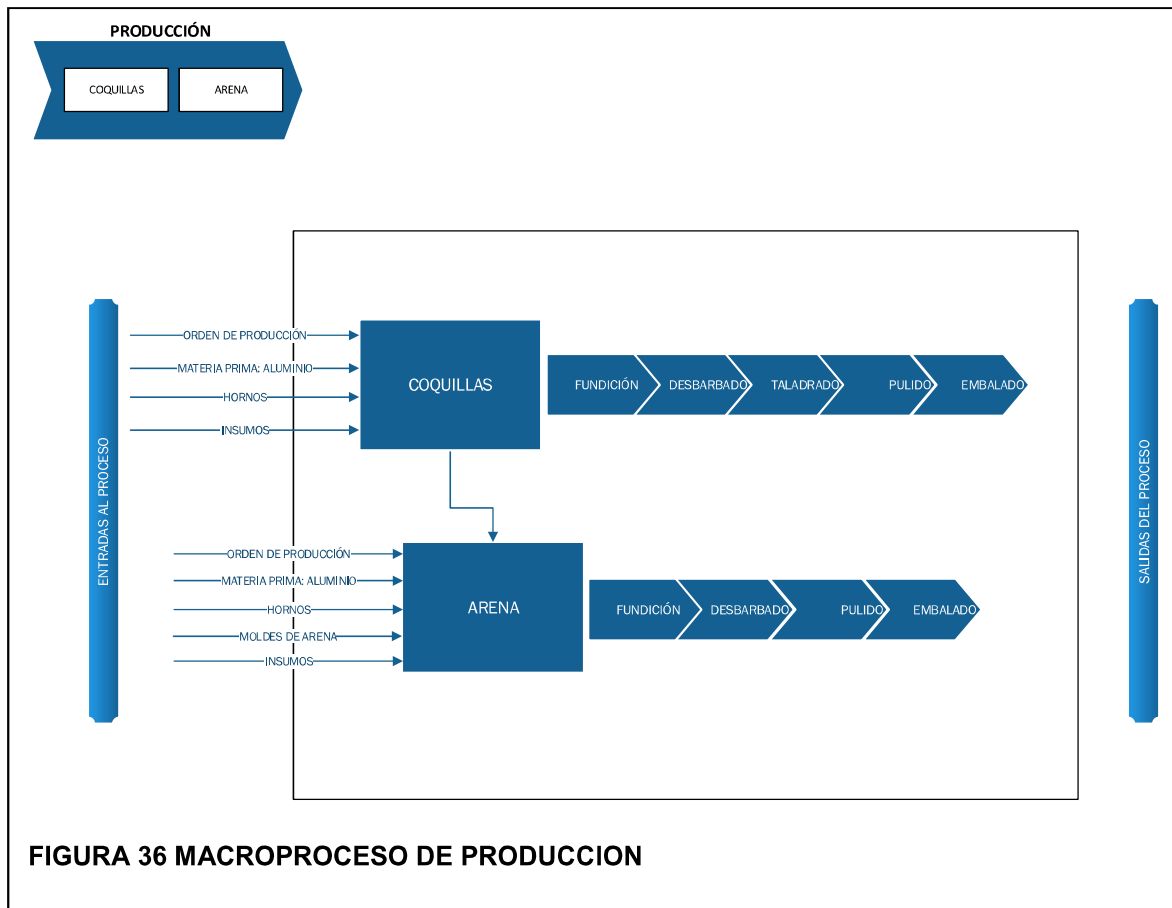 PRODUCCIÓN
COQUILLAS
ARENA
ENTRADAS AL PROCESO
ORDEN DE PRODUCCIÓN
MATERIA PRIMA: ALUMINIO
HORNOS
INSUMOS
COQUILLAS
FUNDICIÓN
DESBARBADO
TALADRADO
PULIDO
EMBALADO
ORDEN DE PRODUCCIÓN
MATERIA PRIMA: ALUMINIO
HORNOS
MOLDES DE ARENA
INSUMOS
ARENA
FUNDICIÓN
DESBARBADO
PULIDO
EMBALADO
SALIDAS DEL PROCESO
FIGURA 36 MACROPROCESO DE PRODUCCION